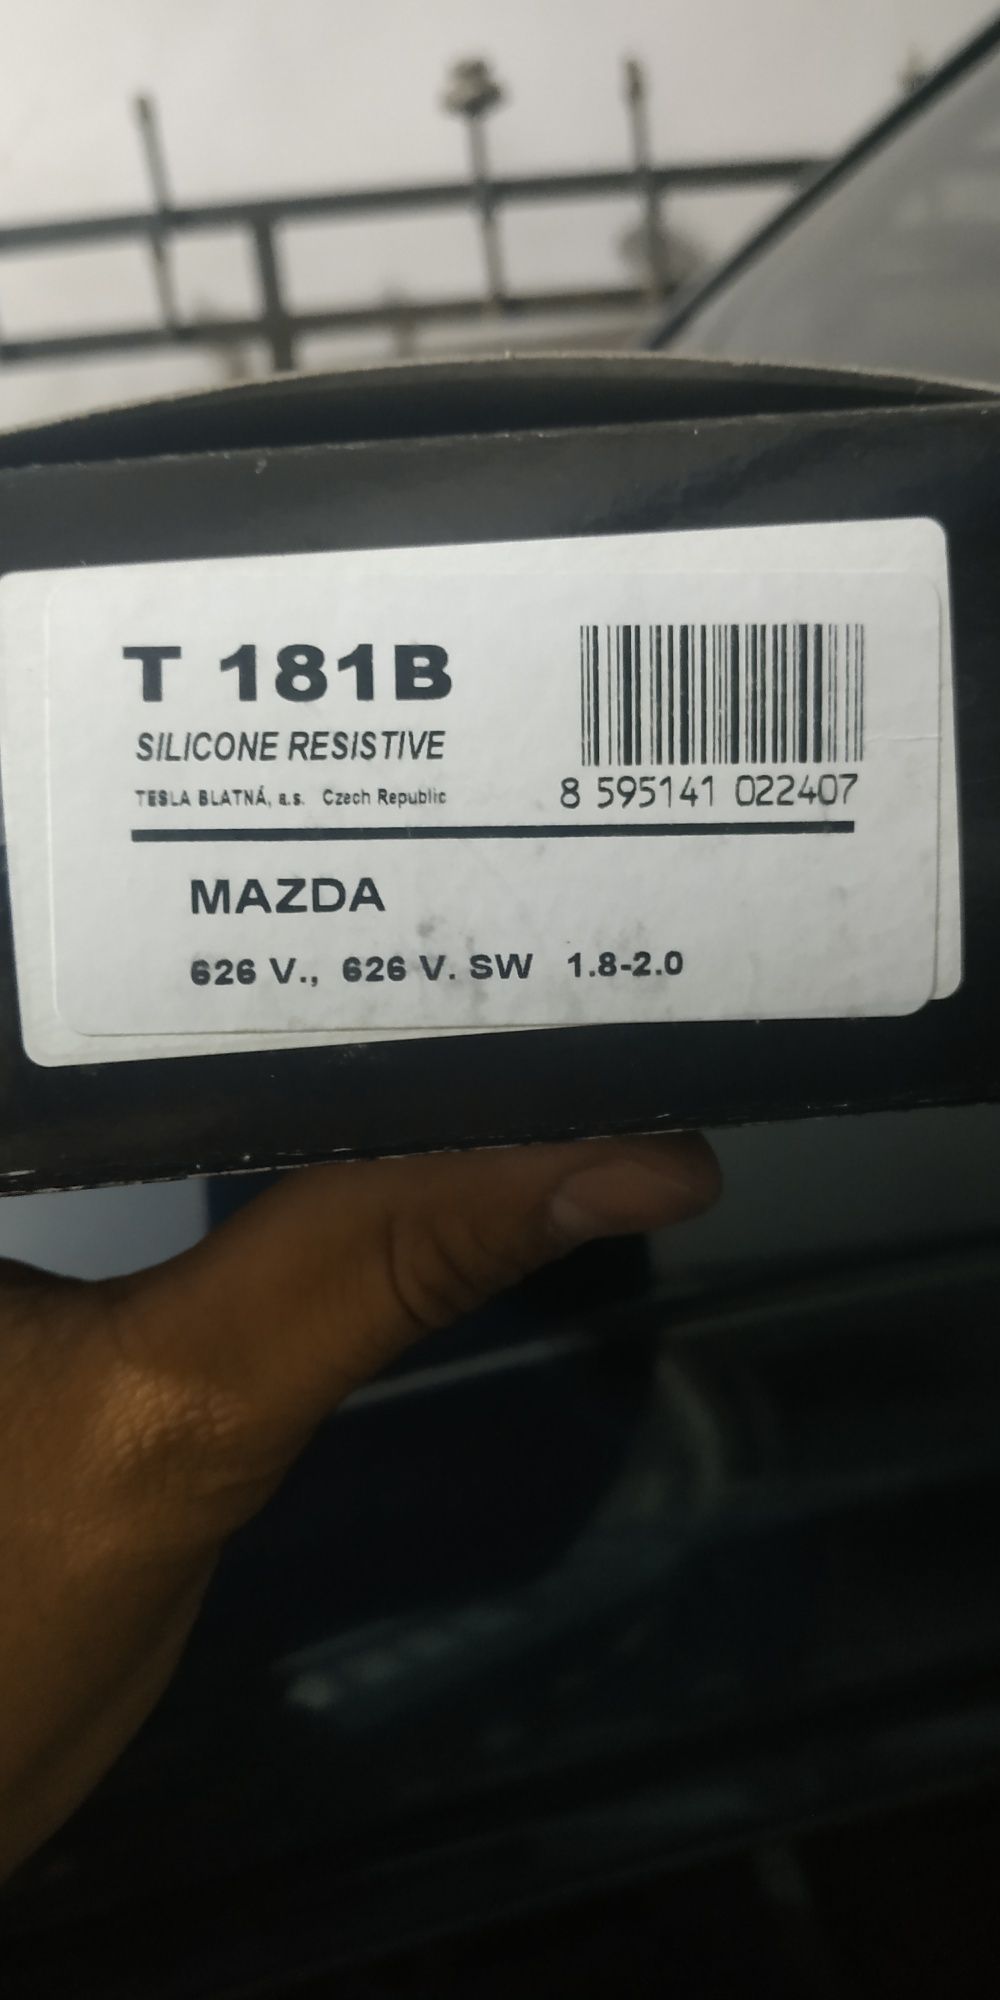 T 181B
SILICONE RESISTIVE
TESLA BLATNÁ, a.s. Czech Republic
8 595141 022407
MAZDA
626 V., 626 V. SW 1.8-2.0